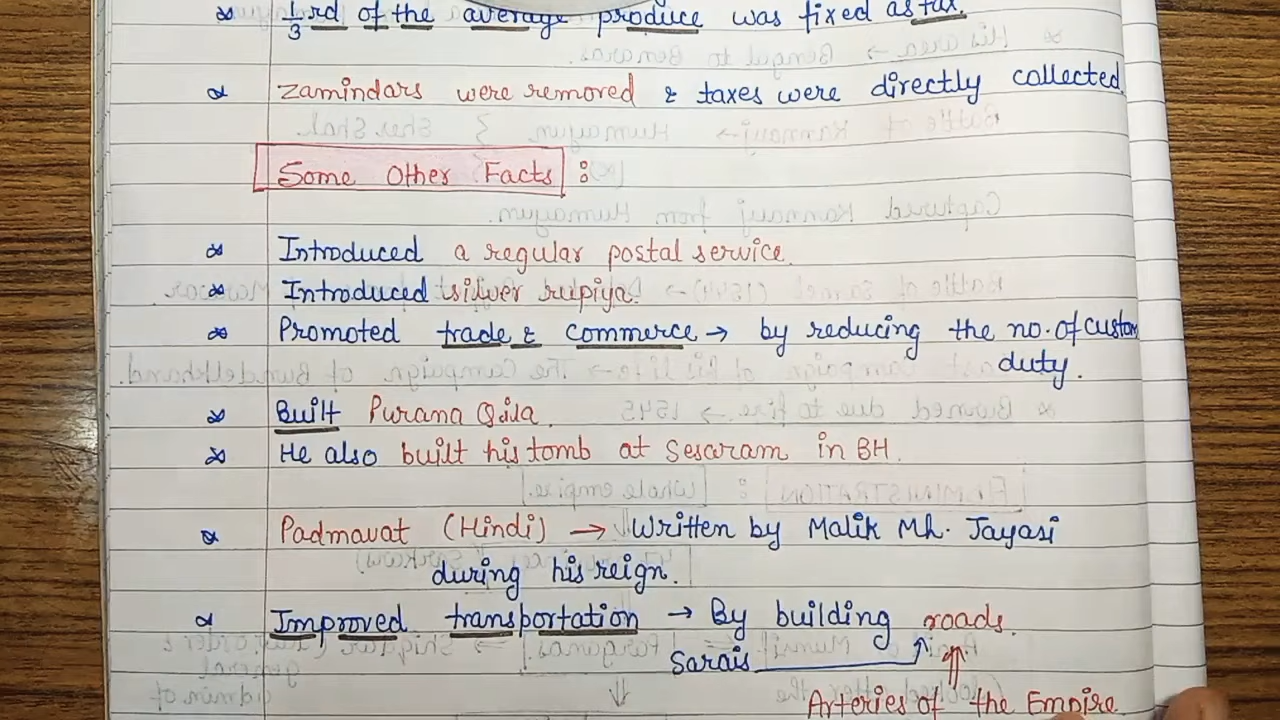 1/3 rd of the average produce was fixed as tax.
zamindars were removed & taxes were directly collected
Some Other Facts :
Introduced a regular postal service.
Introduced silver rupiya.
Promoted trade & commerce → by reducing the no. of custom
duty.
Built Purana Qila.
He also built his tomb at Sesaram in BH.
Padmavat (Hindi) → Written by Malik Mh. Jayasi
during his reign.
Improved transportation → By building roads.
Sarais
Arteries of the Empire.